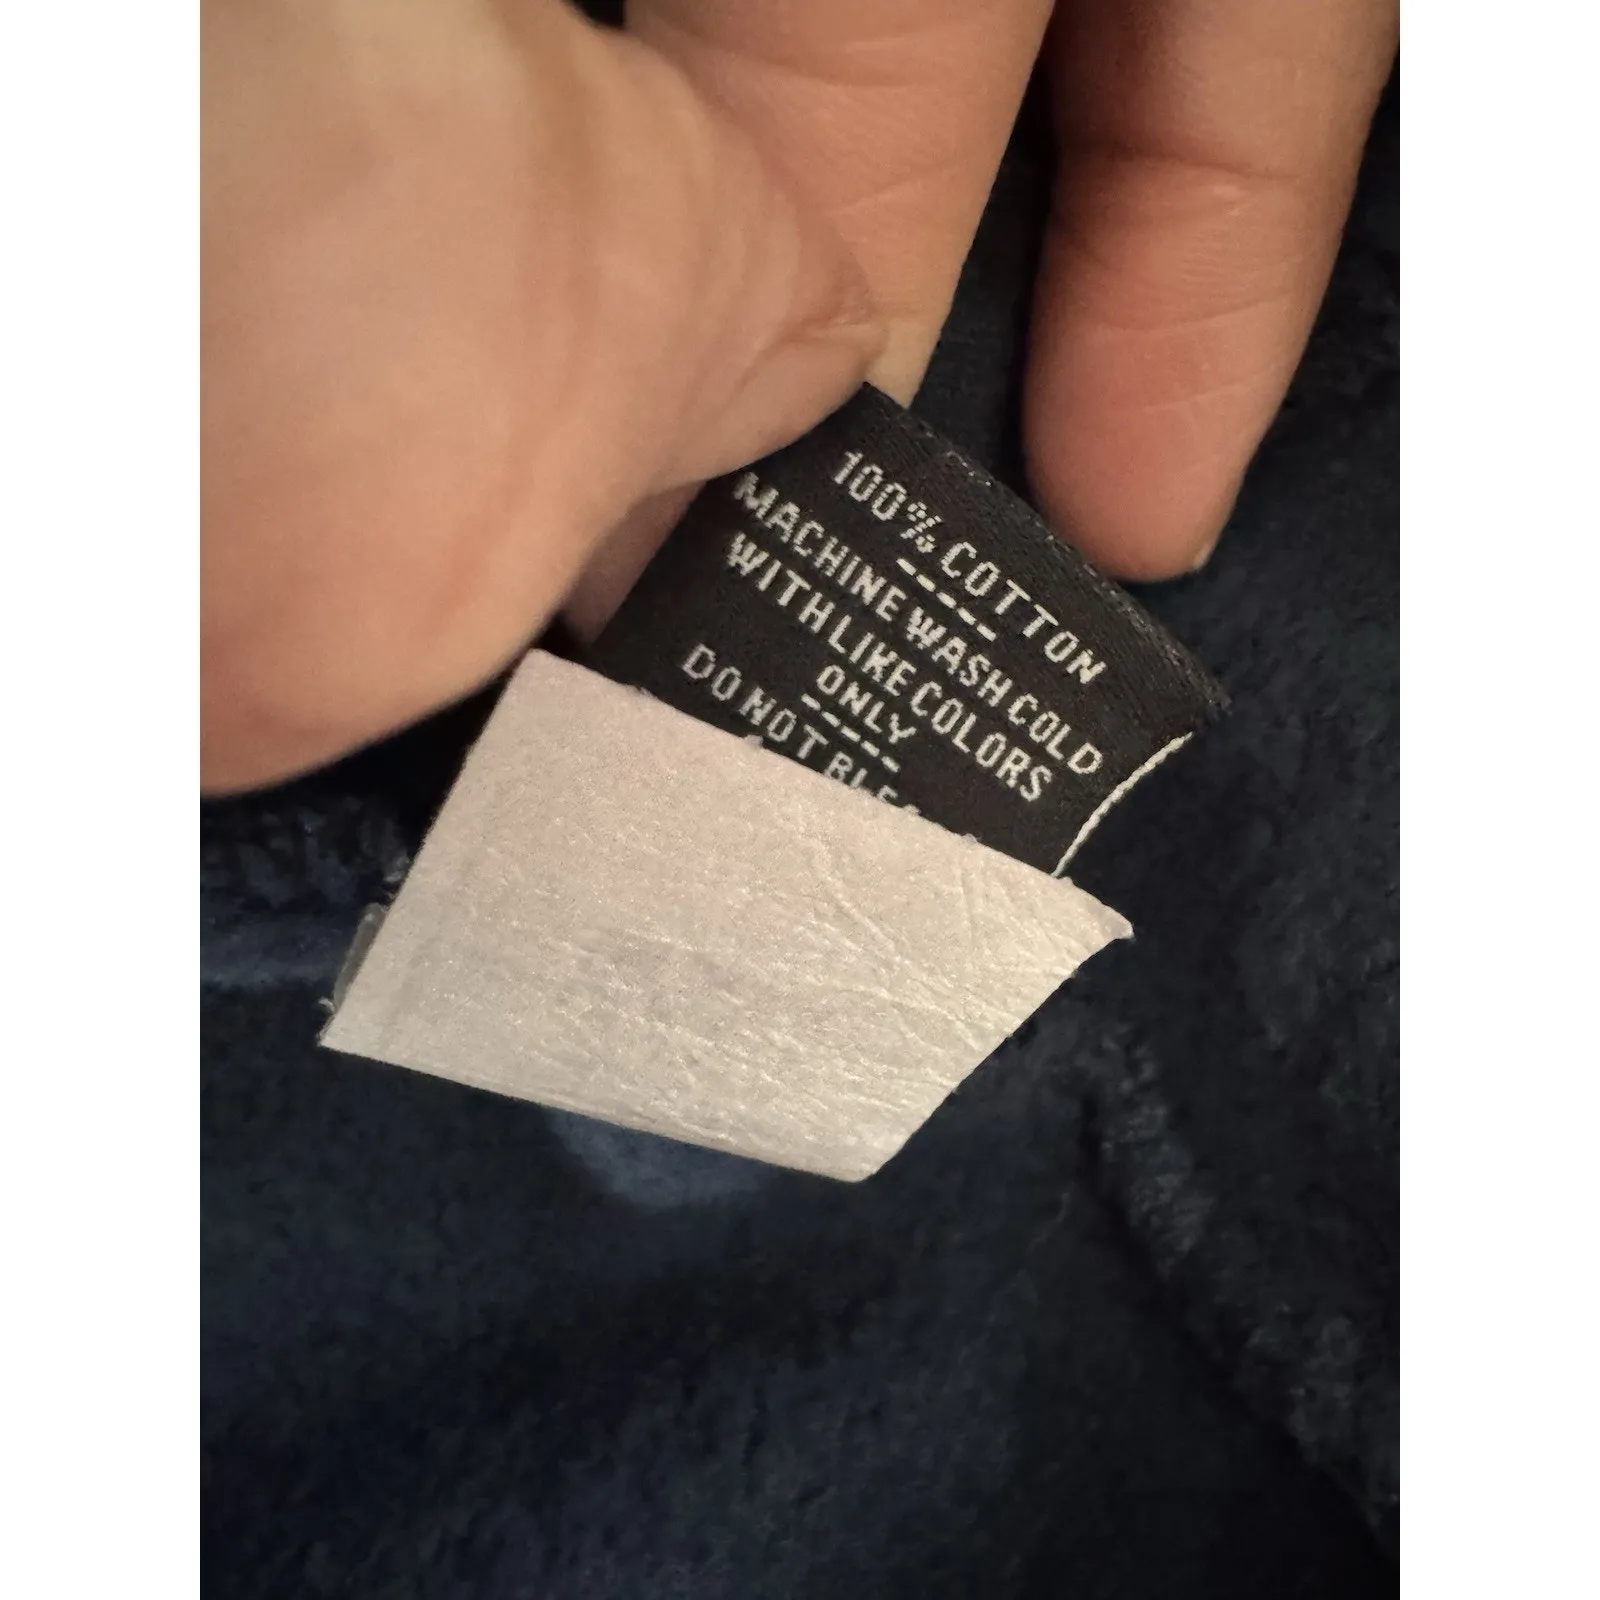 100% COTTON
MACHINE WASH COLD
WITH LIKE COLORS
ONLY
DO NOT